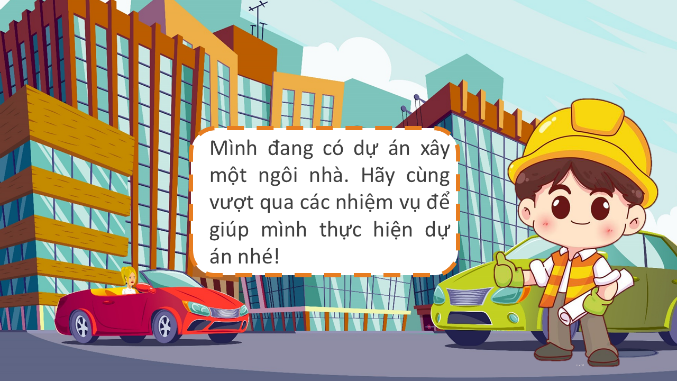 Mình đang có dự án xây
một ngôi nhà. Hãy cùng
vượt qua các nhiệm vụ để
giúp mình thực hiện dự
án nhé!